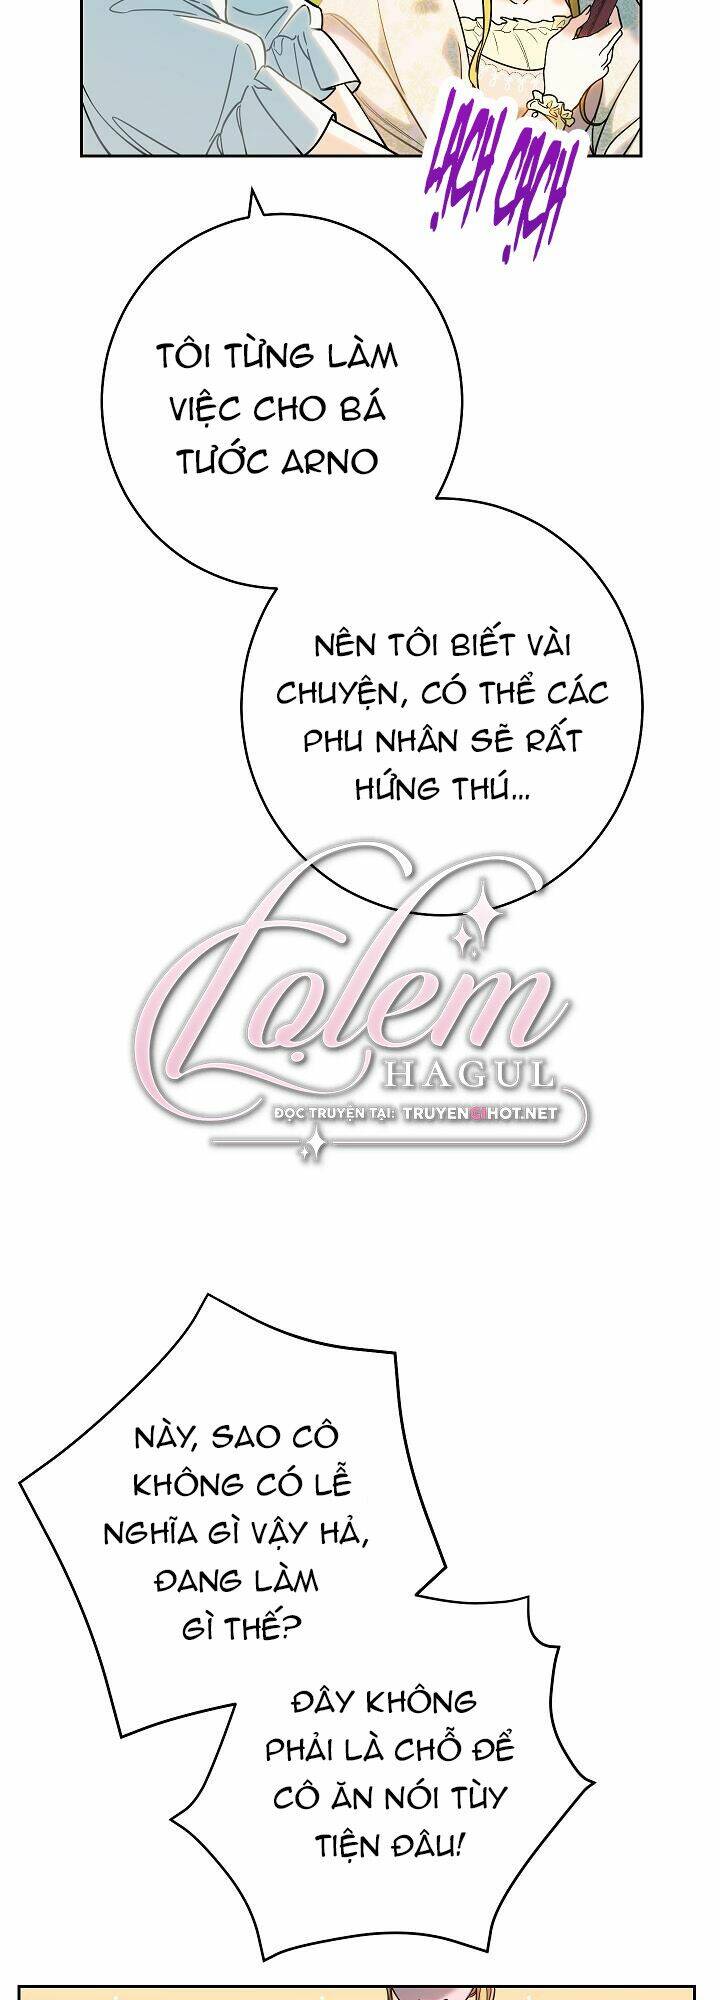 LẠCH CẠCH
TÔI TỪNG LÀM
VIỆC CHO BÁ
TƯỚC ARNO
NÊN TÔI BIẾT VÀI
CHUYỆN, CÓ THỂ CÁC
PHU NHÂN SẼ RẤT
HỨNG THÚ...
Lọlem
HAGUL
ĐỌC TRUYỆN TẠI: TRUYENGIHOT.NET
NÀY, SAO CÔ
KHÔNG CÓ LỄ
NGHĨA GÌ VẬY HẢ,
ĐANG LÀM
GÌ THẾ?
ĐÂY KHÔNG
PHẢI LÀ CHỖ ĐỂ
CÔ ĂN NÓI TÙY
TIỆN ĐÂU!